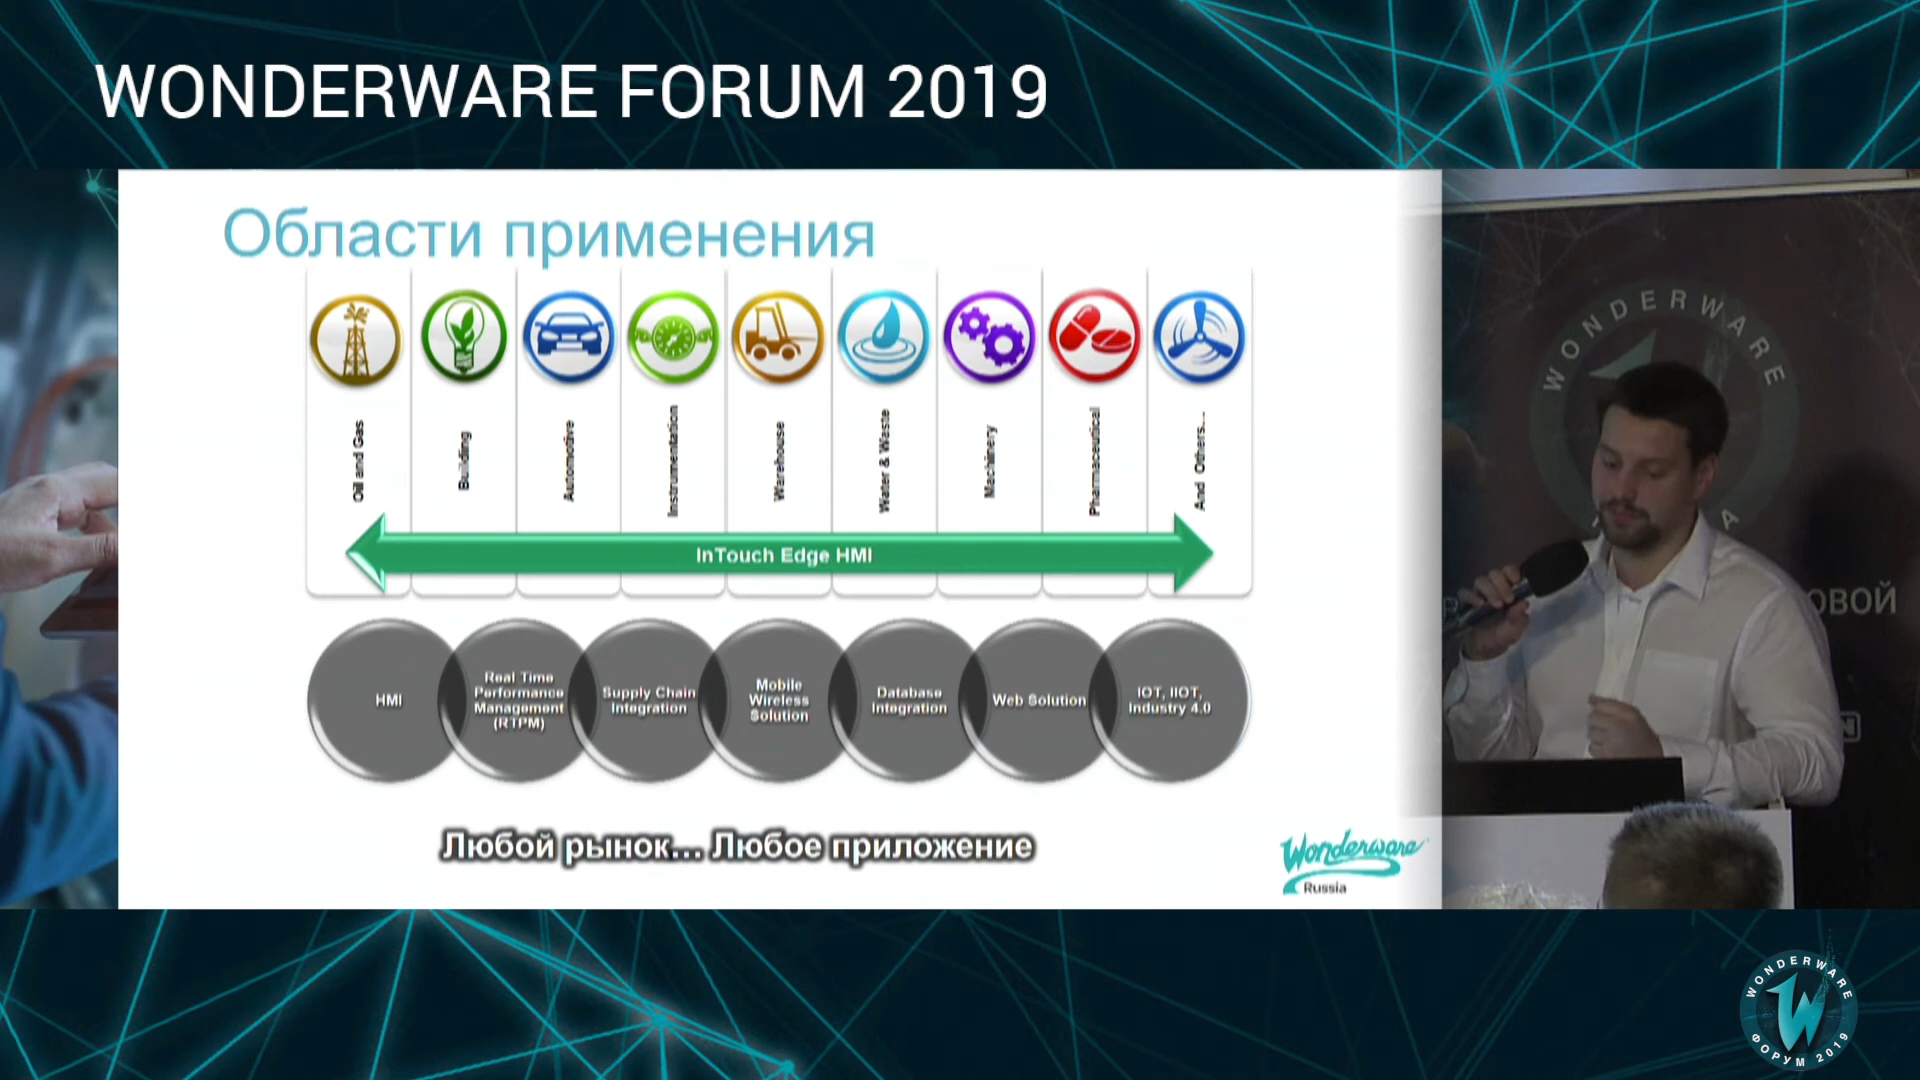 WONDERWARE FORUM 2019
Области применения
Oil and Gas
Building
Automotive
Instrumentation
Warehouse
Water & Waste
Machinery
Pharmaceutical
And Others...
InTouch Edge HMI
HMI
Real Time
Performance
Management
(RTPM)
Supply Chain
Integration
Mobile
Wireless
Solution
Database
Integration
Web Solution
IOT, IIOT,
Industry 4.0
Любой рынок... Любое приложение
Wonderware
Russia
WONDERWARE
ОВОЙ
WONDERWARE
ФОРУМ 2019